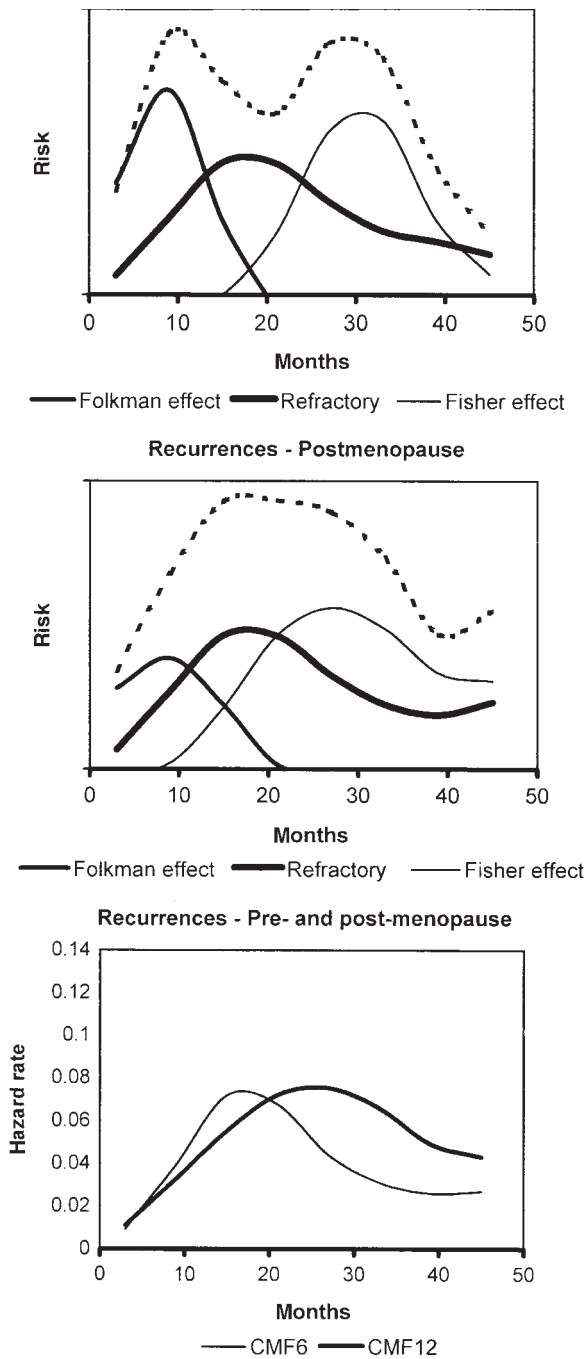 Risk
0 10 20 30 40 50
Months
Folkman effect Refractory Fisher effect
Recurrences - Postmenopause
Risk
0 10 20 30 40 50
Months
Folkman effect Refractory Fisher effect
Recurrences - Pre- and post-menopause
Hazard rate
0.14
0.12
0.1
0.08
0.06
0.04
0.02
0
0 10 20 30 40 50
Months
CMF6 CMF12